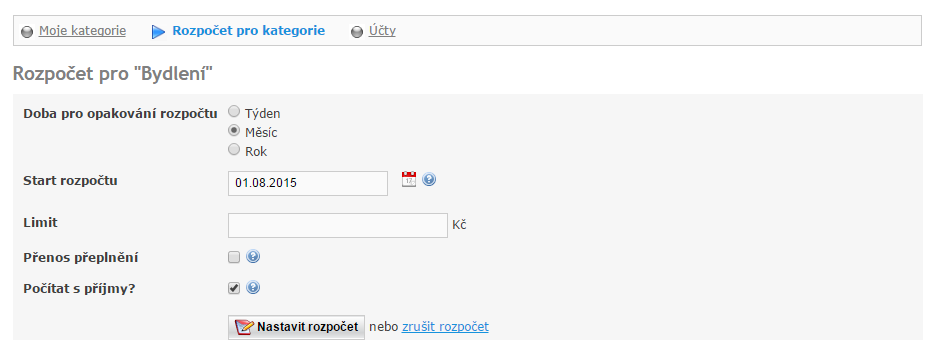 Moje kategorie Rozpočet pro kategorie Účty
Rozpočet pro "Bydlení"
Doba pro opakování rozpočtu Týden
Měsíc
Rok
Start rozpočtu 01.08.2015
Limit Kč
Přenos přeplnění
Počítat s příjmy?
Nastavit rozpočet nebo zrušit rozpočet